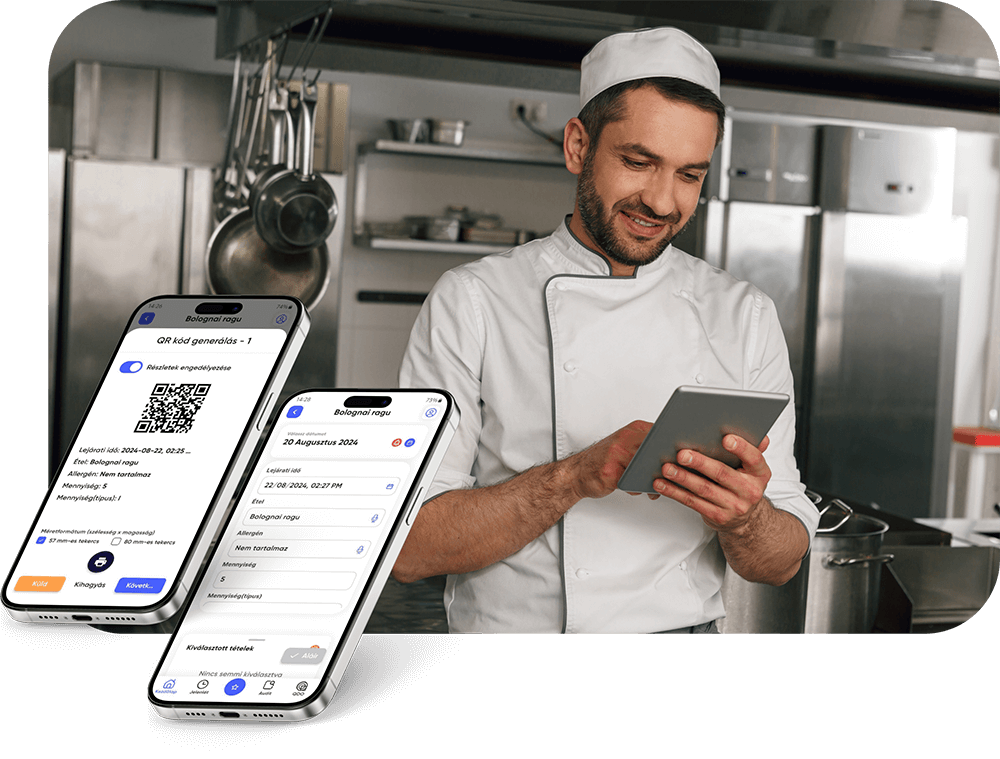 14:26
74%
Bolognai ragu
QR kód generálás - 1
Részletek engedélyezése
Lejárati idő: 2024-08-22, 02:25 ...
Étel: Bolognai ragu
Allergén: Nem tartalmaz
Mennyiség: 5
Mennyiség(típus): l
Méretformátum (szélesség x magasság)
57 mm-es tekercs
80 mm-es tekercs
Küld
Kihagyás
Követk...
14:28
73%
Bolognai ragu
Válassz dátumot
20 Augusztus 2024
Lejárati idő
22/08/2024, 02:27 PM
Étel
Bolognai ragu
Allergén
Nem tartalmaz
Mennyiség
5
Mennyiség(típus)
Kiválasztott tételek
Nincs semmi kiválasztva
Kezdőlap
Jelentés
Audit